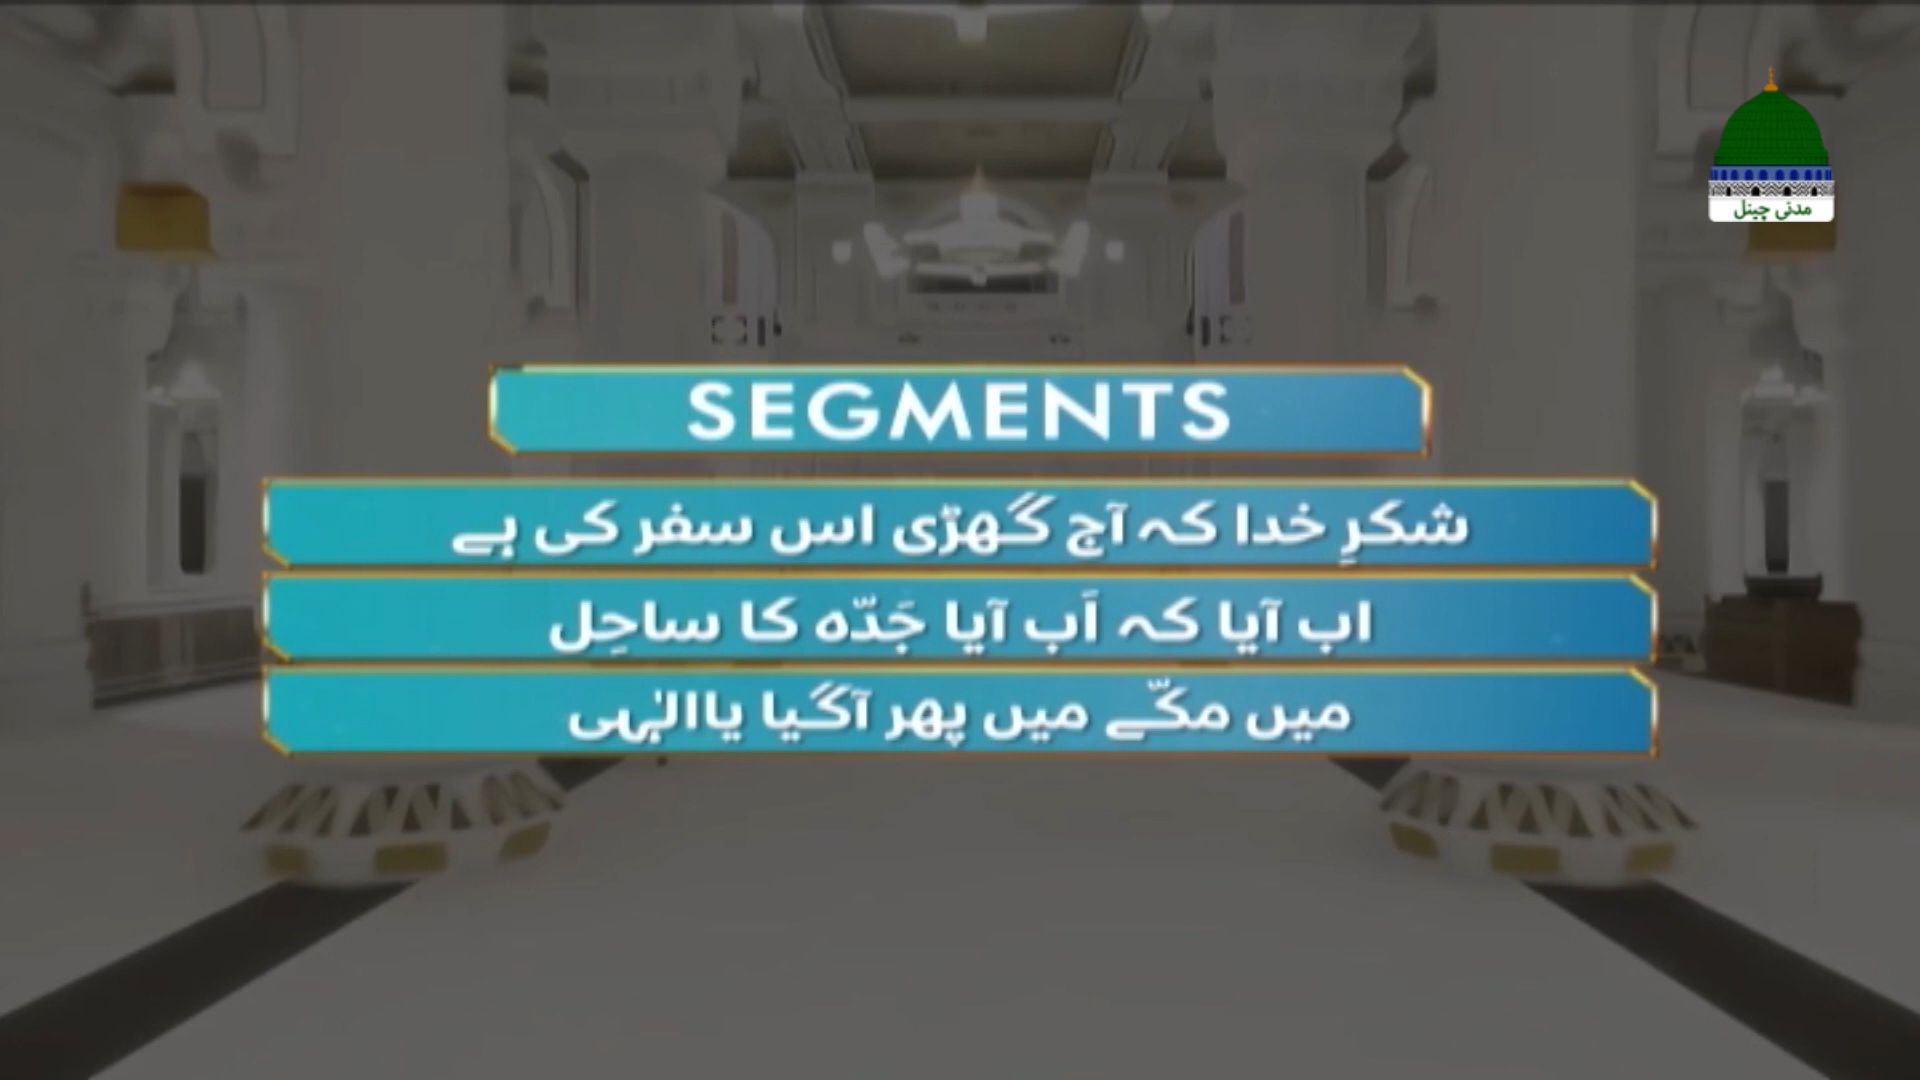 مدنی چینل
SEGMENTS
شکرِ خدا کہ آج گھڑی اس سفر کی ہے
اب آیا کہ اَب آیا جَدّہ کا ساحِل
میں مکّے میں پھر آگیا یاالٰہی